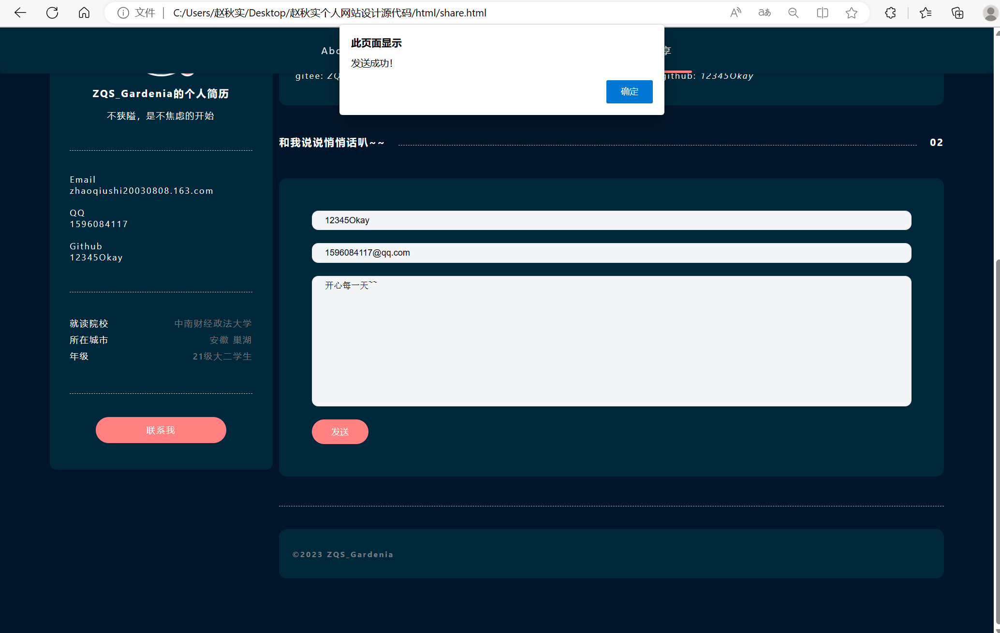 文件
C:/Users/赵秋实/Desktop/赵秋实个人网站设计源代码/html/share.html
此页面显示
发送成功!
确定
享
gitee: ZQ
github: 12345Okay
ZQS_Gardenia的个人简历
不狭隘，是不焦虑的开始
Email
zhaoqiushi20030808.163.com
QQ
1596084117
Github
12345Okay
就读院校 中南财经政法大学
所在城市 安徽 巢湖
年级 21级大二学生
联系我
和我说说悄悄话叭~~ 02
12345Okay
1596084117@qq.com
开心每一天~~
发送
©2023 ZQS_Gardenia